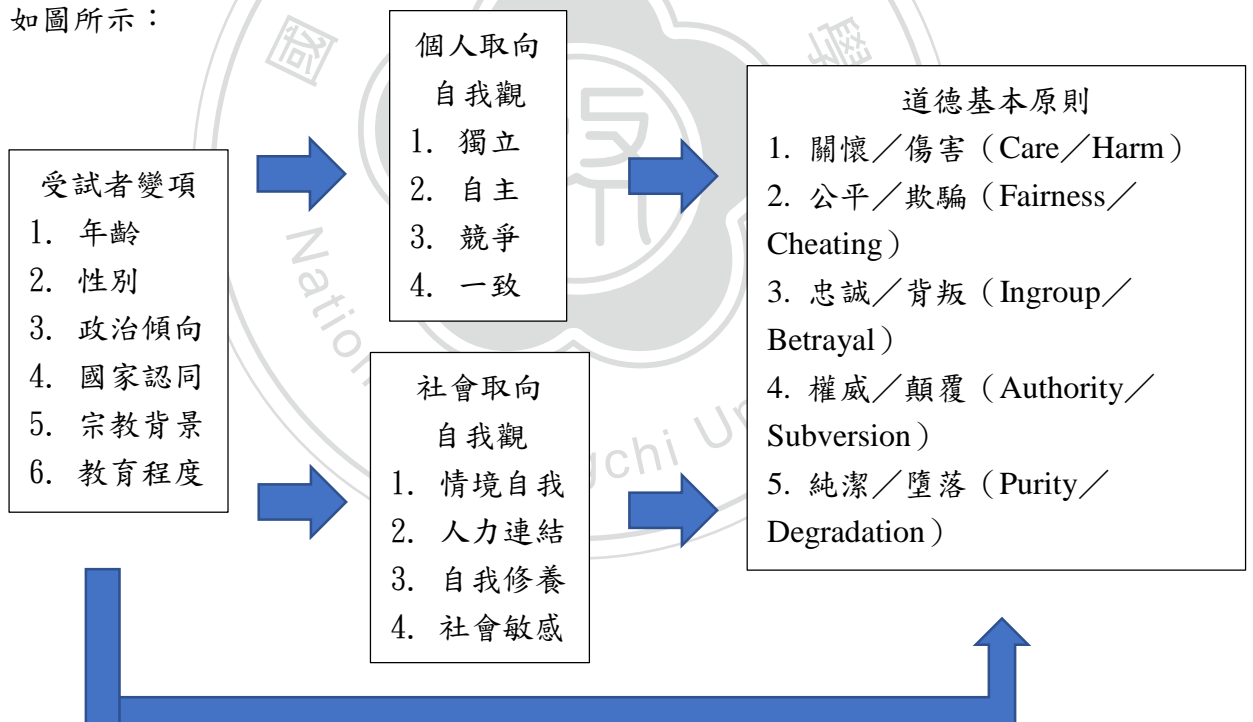 如圖所示：
受試者變項
1. 年齡
2. 性別
3. 政治傾向
4. 國家認同
5. 宗教背景
6. 教育程度
個人取向
自我觀
1. 獨立
2. 自主
3. 競爭
4. 一致
社會取向
自我觀
1. 情境自我
2. 人力連結
3. 自我修養
4. 社會敏感
道德基本原則
1. 關懷／傷害（Care／Harm）
2. 公平／欺騙（Fairness／
Cheating）
3. 忠誠／背叛（Ingroup／
Betrayal）
4. 權威／顛覆（Authority／
Subversion）
5. 純潔／墮落（Purity／
Degradation）
國
學
Nation
gchi Un